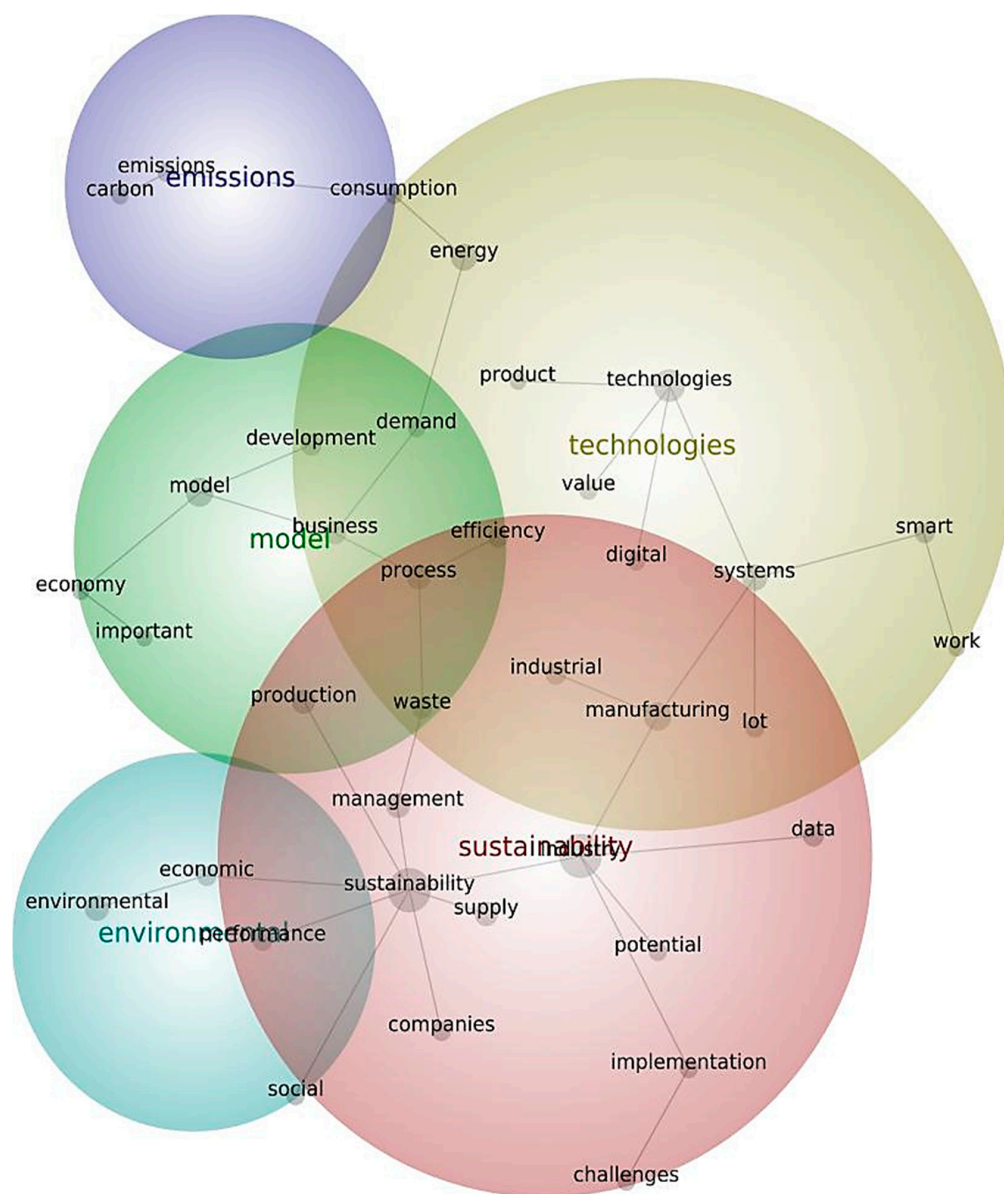 emissions
carbon
emissions
consumption
energy
product
technologies
demand
development
technologies
model
value
business
model
efficiency
smart
process
digital
systems
economy
important
work
industrial
production
waste
manufacturing
lot
management
data
sustainability
industry
economic
sustainability
environmental
supply
environmental
performance
potential
companies
implementation
social
challenges